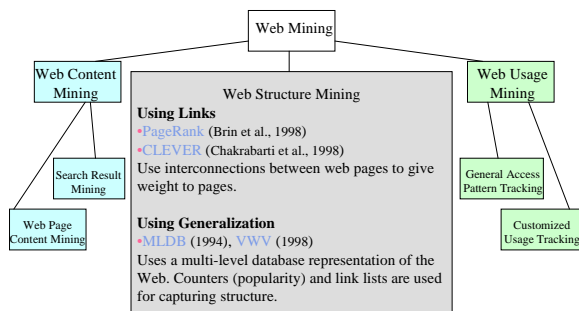 Web Mining
Web Content
Mining
Web Usage
Mining
Web Structure Mining
Using Links
•PageRank (Brin et al., 1998)
•CLEVER (Chakrabarti et al., 1998)
Use interconnections between web pages to give
weight to pages.
Using Generalization
•MLDB (1994), VWV (1998)
Uses a multi-level database representation of the
Web. Counters (popularity) and link lists are used
for capturing structure.
Search Result
Mining
Web Page
Content Mining
General Access
Pattern Tracking
Customized
Usage Tracking